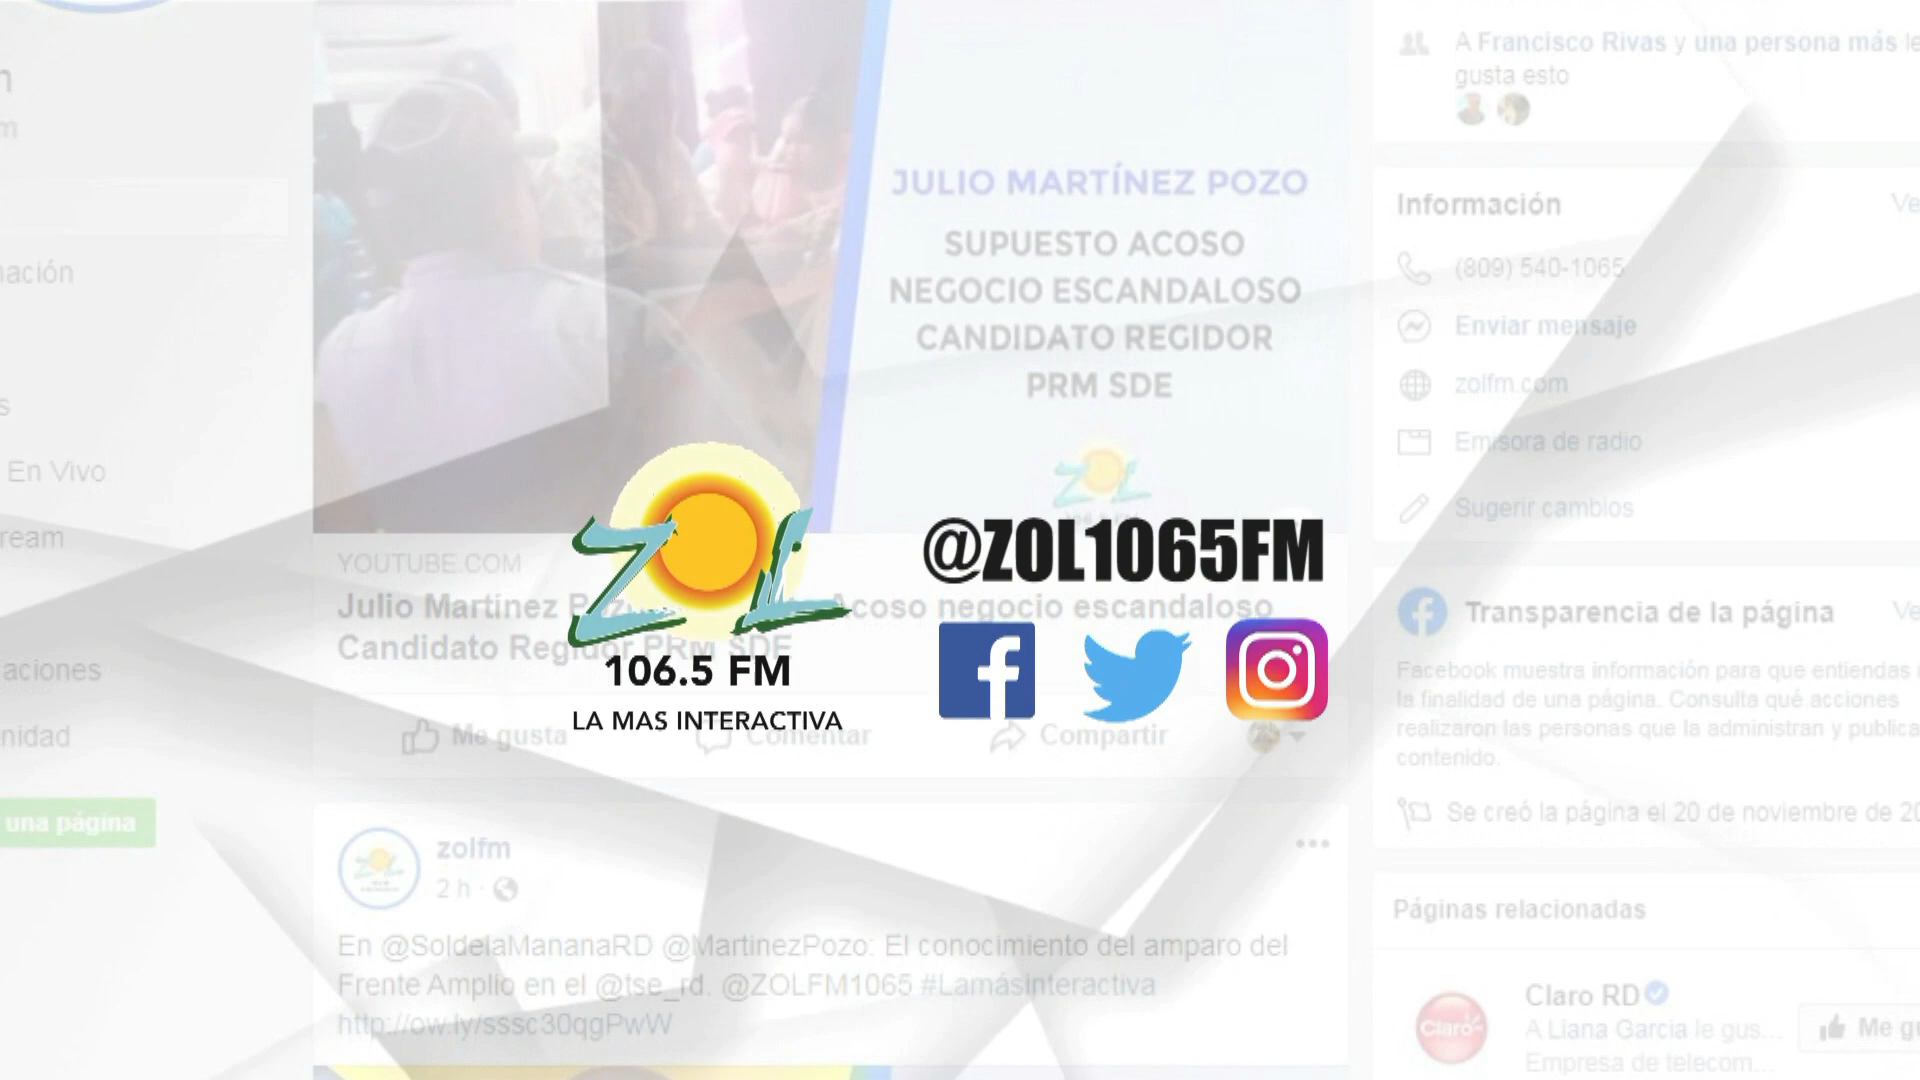 A Francisco Rivas y una persona más le
gusta esto
JULIO MARTÍNEZ POZO
SUPUESTO ACOSO
NEGOCIO ESCANDALOSO
CANDIDATO REGIDOR
PRM SDE
Información
(809) 540-1065
Enviar mensaje
zolfm.com
Emisora de radio
Sugerir cambios
En Vivo
YOUTUBE.COM
Julio Martínez Acoso negocio escandaloso
Candidato Regidor PRM SDE
ZOL
106.5 FM
LA MAS INTERACTIVA
@ZOL1065FM
Me gusta
Comentar
Compartir
Transparencia de la página
Facebook muestra información para que entiendas
la finalidad de una página. Consulta qué acciones
realizaron las personas que la administran y publica
contenido.
Se creó la página el 20 de noviembre de 20
una página
zolfm
2 h
En @SoldelaMananaRD @MartinezPozo: El conocimiento del amparo del
Frente Amplio en el @tse_rd. @ZOLFM1065 #Lamásinteractiva
http://ow.ly/sssc30qgPwW
Páginas relacionadas
Claro RD
A Liana Garcia le gus...
Empresa de telecom...
Claro
Me gu